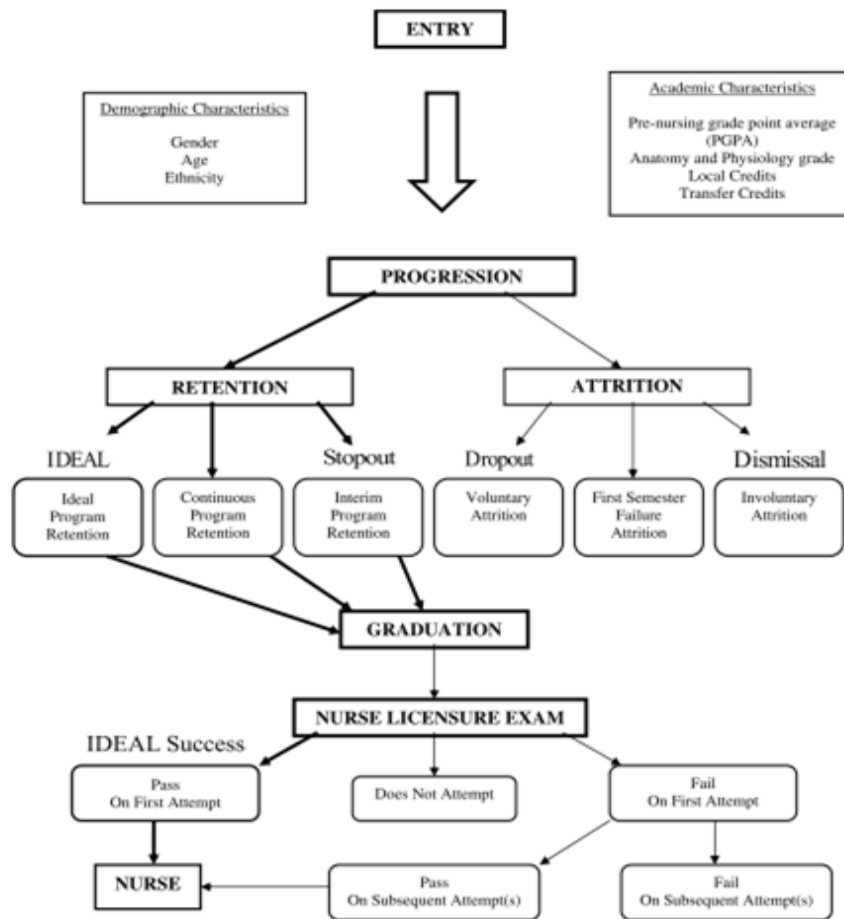 ENTRY
Demographic Characteristics
Gender
Age
Ethnicity
Academic Characteristics
Pre-nursing grade point average
(PGPA)
Anatomy and Physiology grade
Local Credits
Transfer Credits
PROGRESSION
RETENTION
ATTRITION
IDEAL
Stopout
Dropout
Dismissal
Ideal
Program
Retention
Continuous
Program
Retention
Interim
Program
Retention
Voluntary
Attrition
First Semester
Failure
Attrition
Involuntary
Attrition
GRADUATION
NURSE LICENSURE EXAM
IDEAL Success
Pass
On First Attempt
Does Not Attempt
Fail
On First Attempt
NURSE
Pass
On Subsequent Attempt(s)
Fail
On Subsequent Attempt(s)